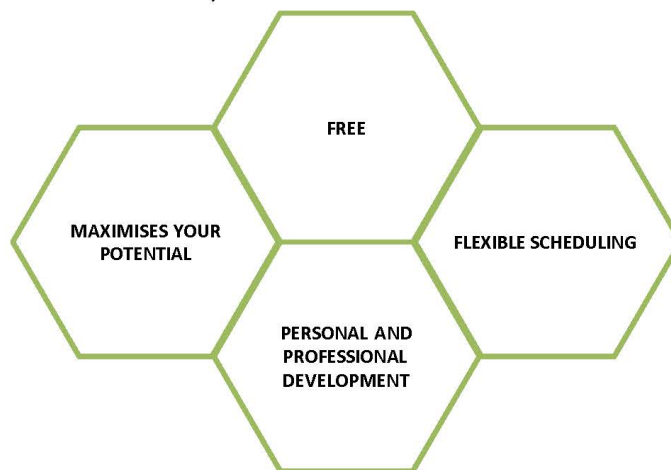 FREE
MAXIMISES YOUR
POTENTIAL
FLEXIBLE SCHEDULING
PERSONAL AND
PROFESSIONAL
DEVELOPMENT